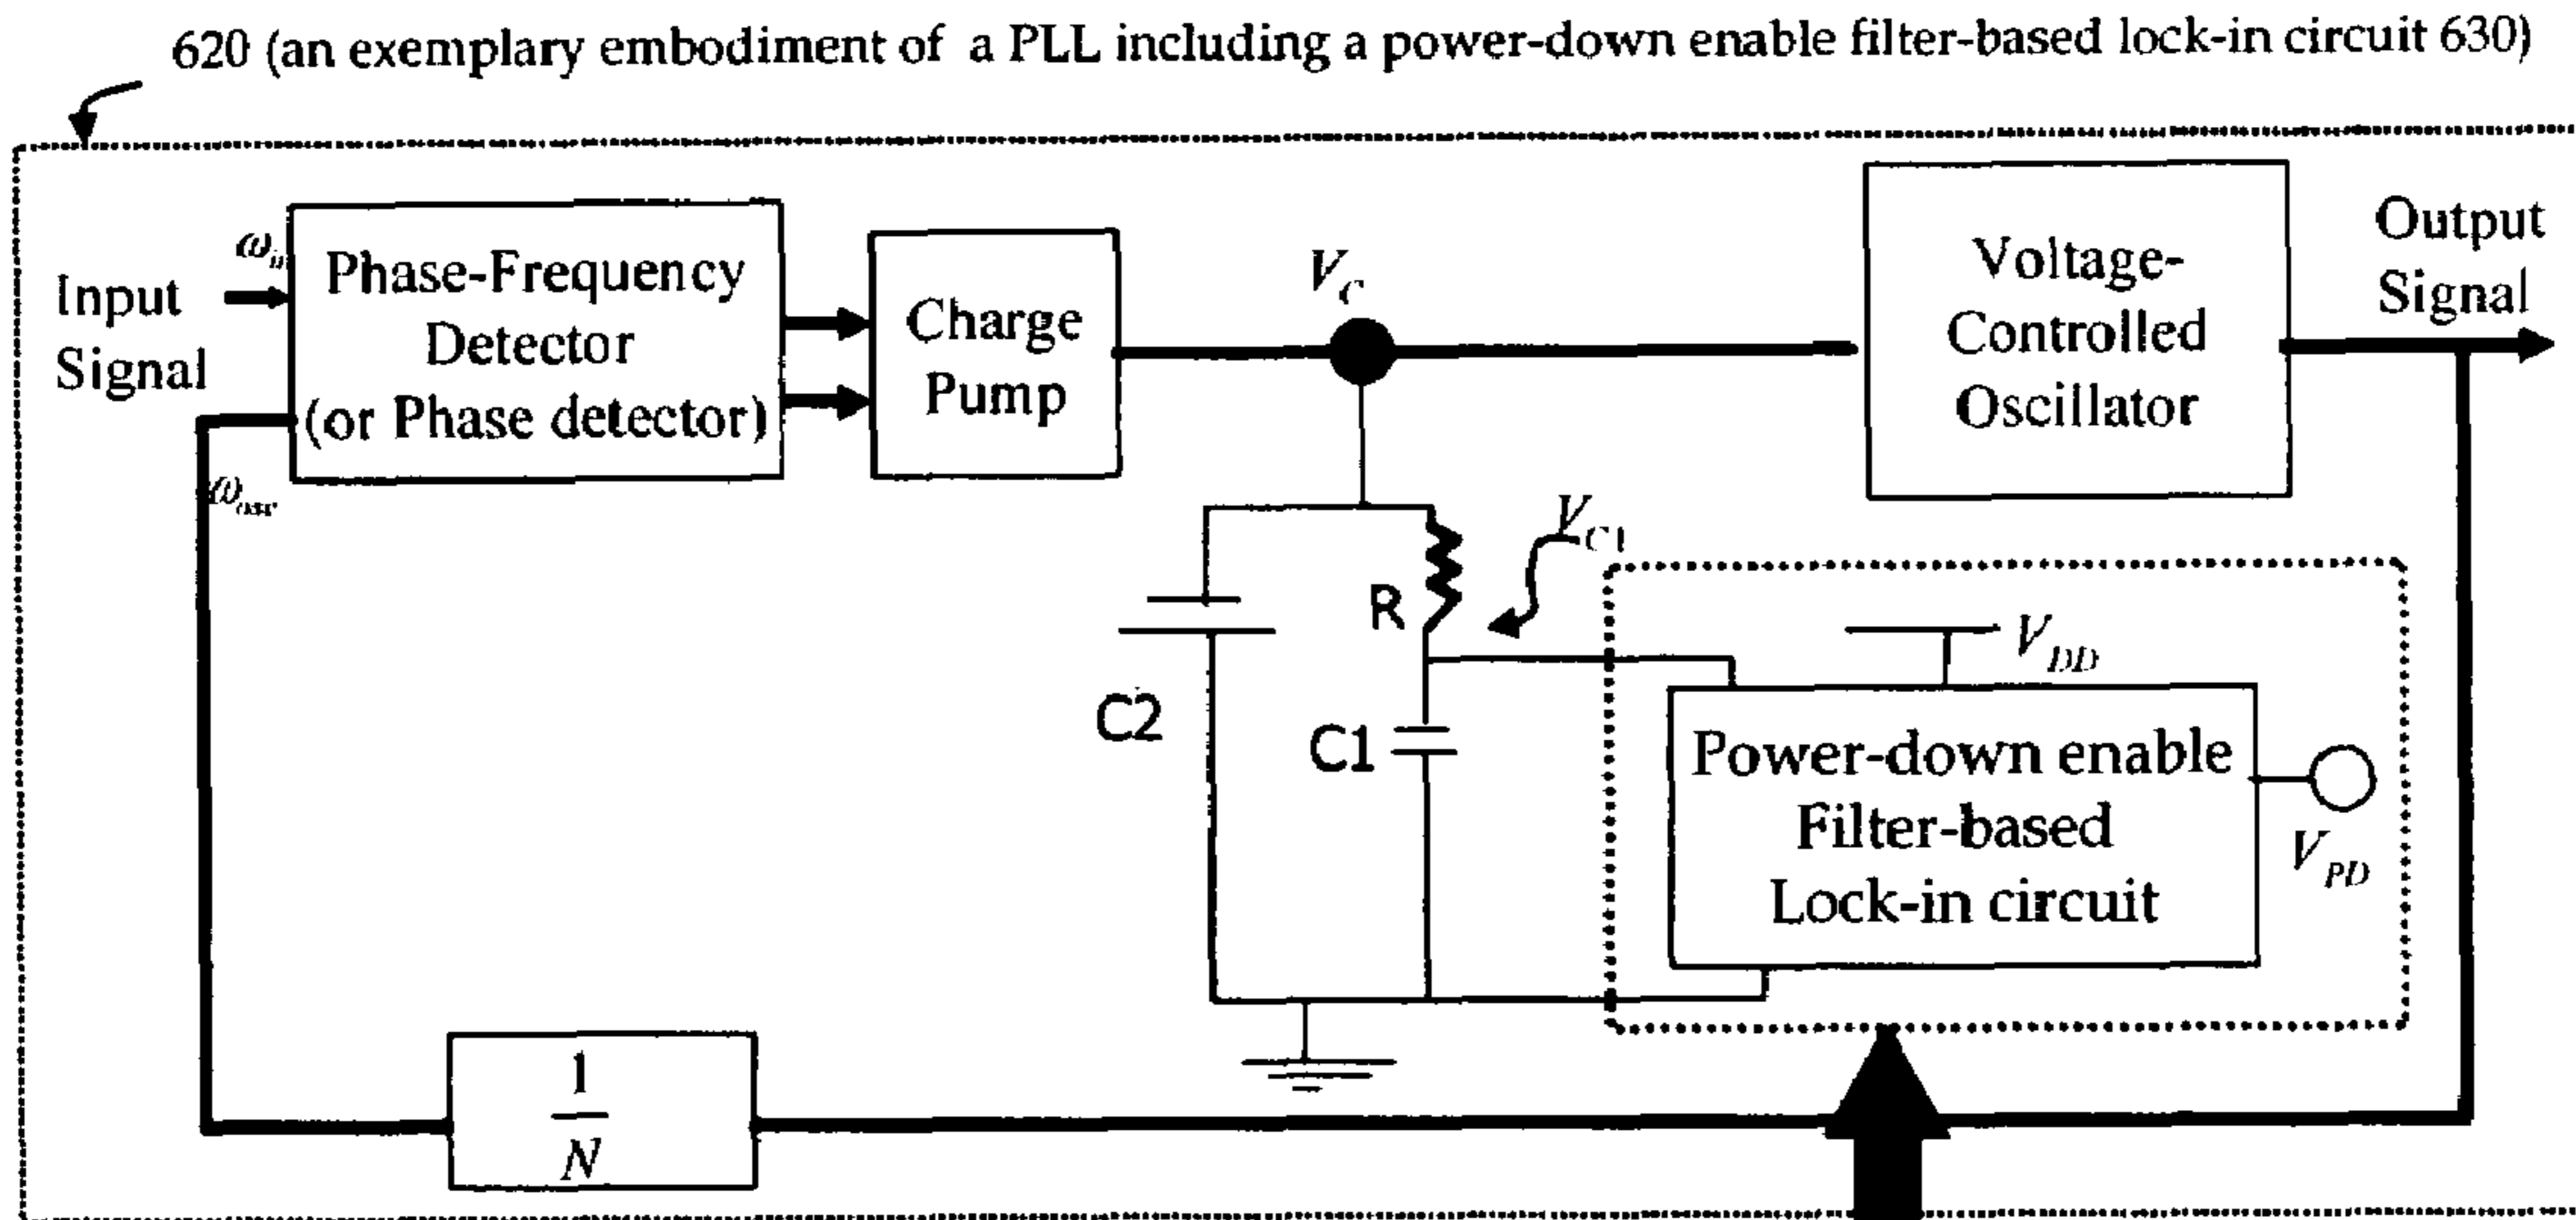 620 (an exemplary embodiment of a PLL including a power-down enable filter-based lock-in circuit 630)
Input
Signal
ω
Phase-Frequency
Detector
(or Phase detector)
ω
Charge
Pump
V_C
Voltage-
Controlled
Oscillator
Output
Signal
R
V_C1
C2
C1
V_DD
Power-down enable
Filter-based
Lock-in circuit
V_PD
1
N